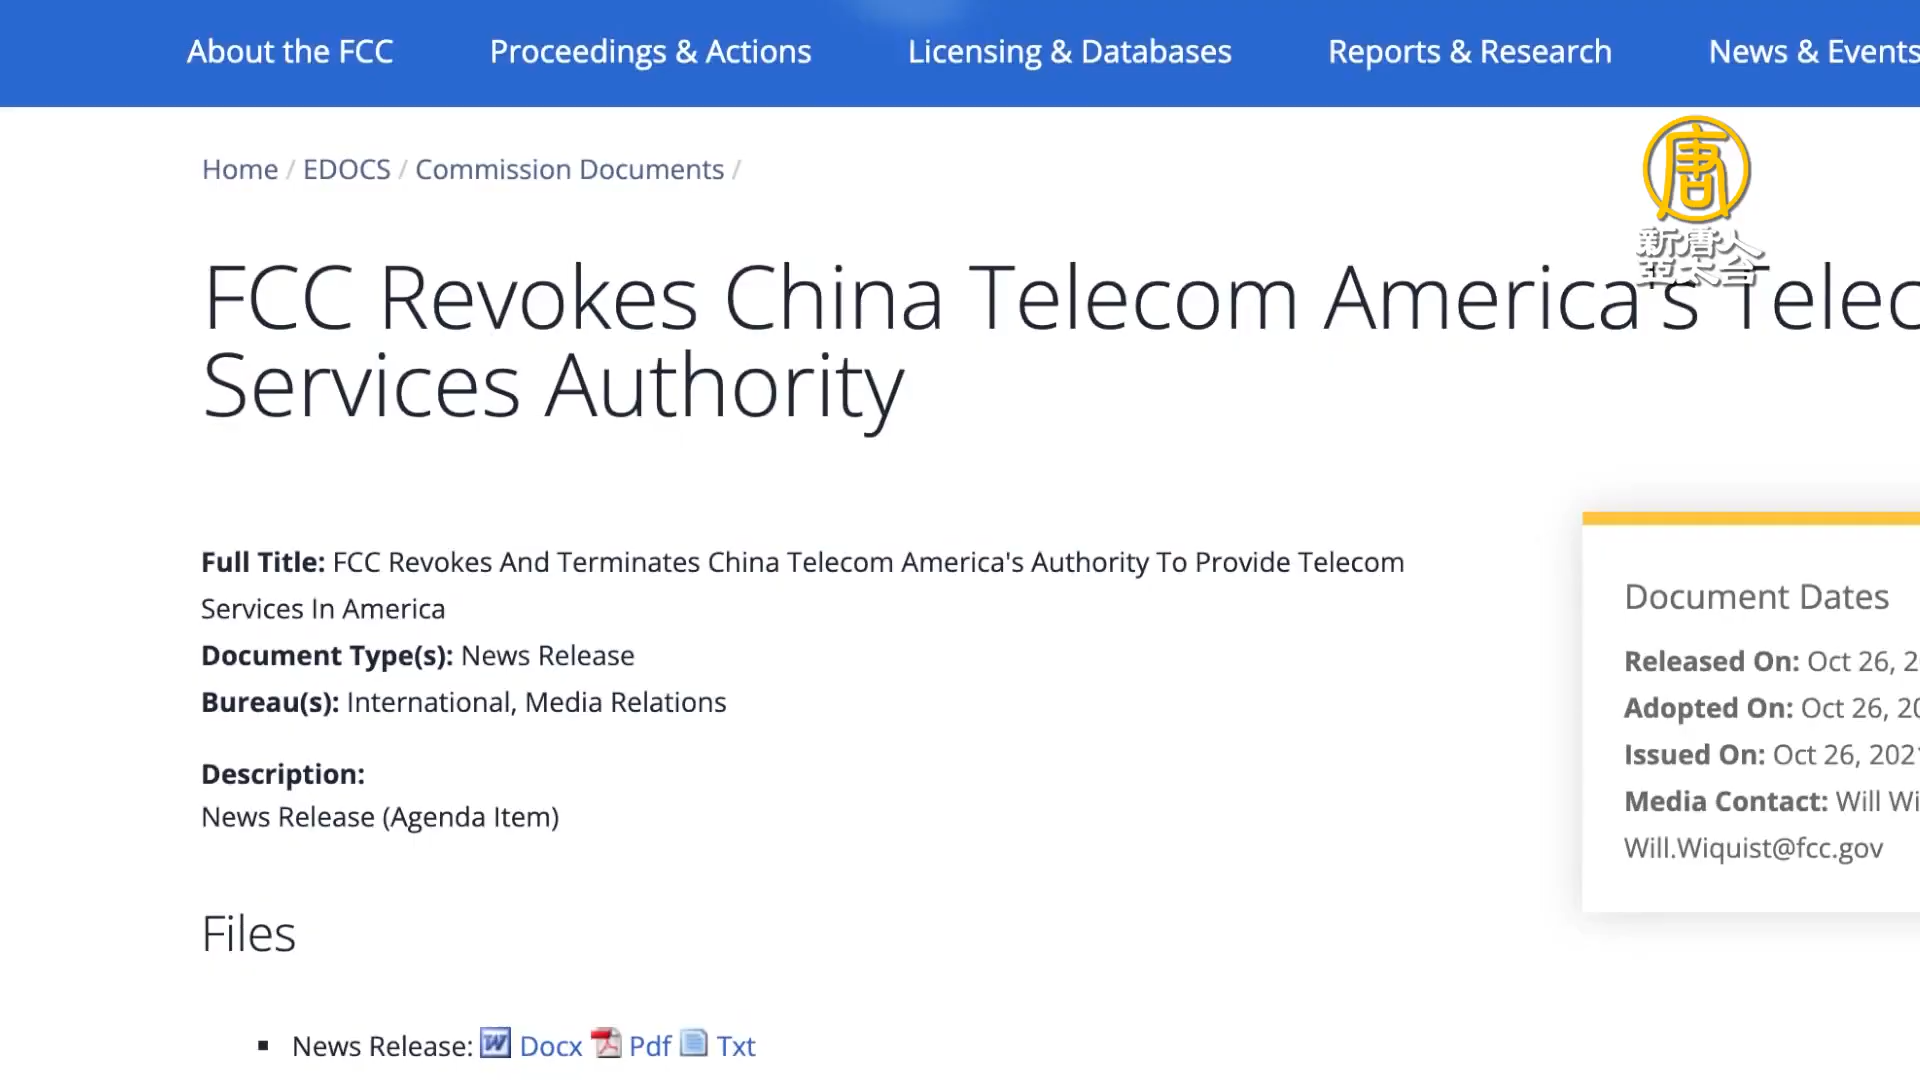 About the FCC Proceedings & Actions Licensing & Databases Reports & Research News & Events
Home / EDOCS / Commission Documents /
唐
新唐人
亞太台
FCC Revokes China Telecom America's Telec
Services Authority
Full Title: FCC Revokes And Terminates China Telecom America's Authority To Provide Telecom
Services In America
Document Type(s): News Release
Bureau(s): International, Media Relations
Description:
News Release (Agenda Item)
Document Dates
Released On: Oct 26, 2
Adopted On: Oct 26, 20
Issued On: Oct 26, 202
Media Contact: Will Wi
Will.Wiquist@fcc.gov
Files
▪ News Release: Docx Pdf Txt